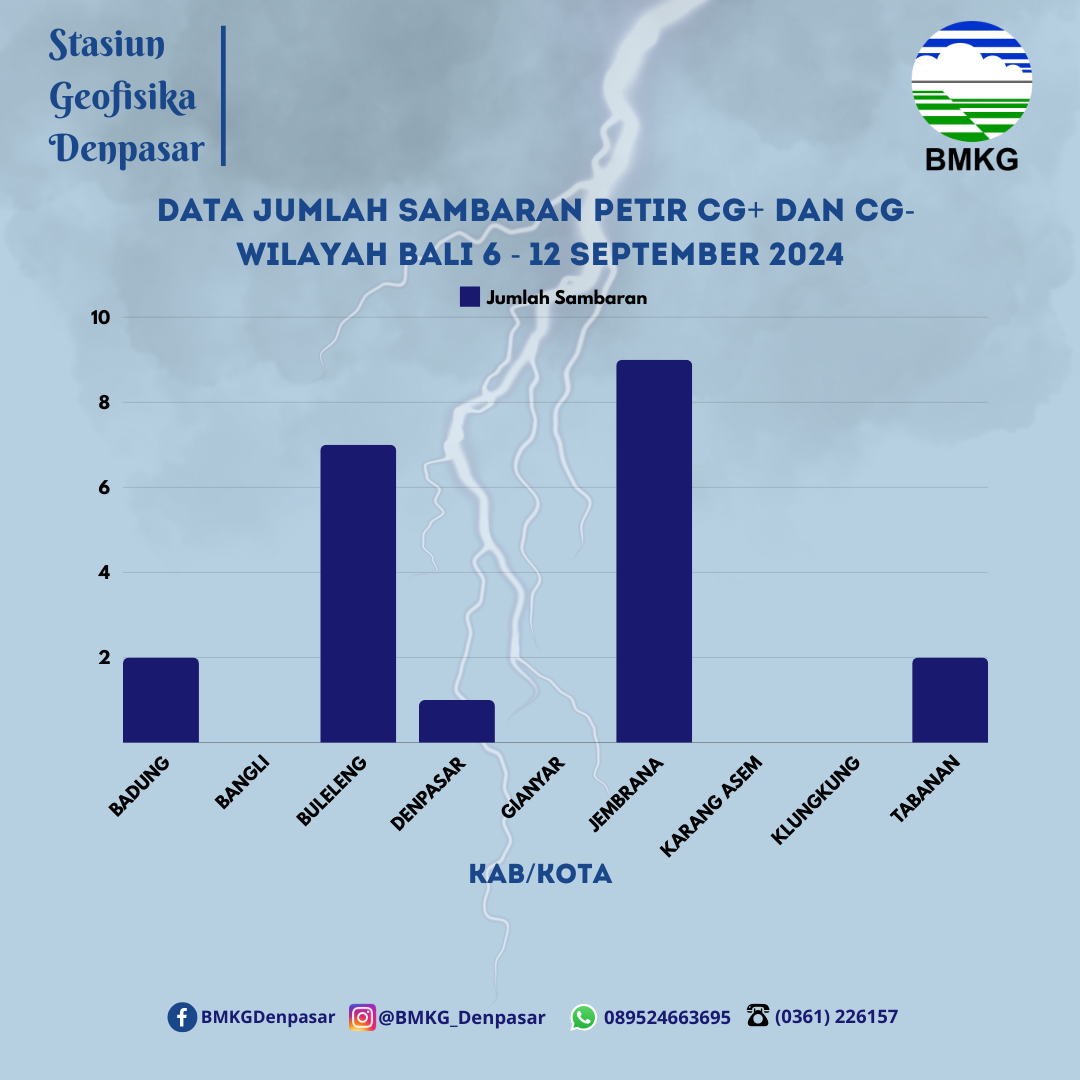 Stasiun
Geofisika
Denpasar
BMKG
DATA JUMLAH SAMBARAN PETIR CG+ DAN CG-
WILAYAH BALI 6 - 12 SEPTEMBER 2024
Jumlah Sambaran
10
8
6
4
2
BADUNG
BANGLI
BULELENG
DENPASAR
GIANYAR
JEMBRANA
KARANG ASEM
KLUNGKUNG
TABANAN
KAB/KOTA
BMKGDenpasar @BMKG_Denpasar 089524663695 (0361) 226157